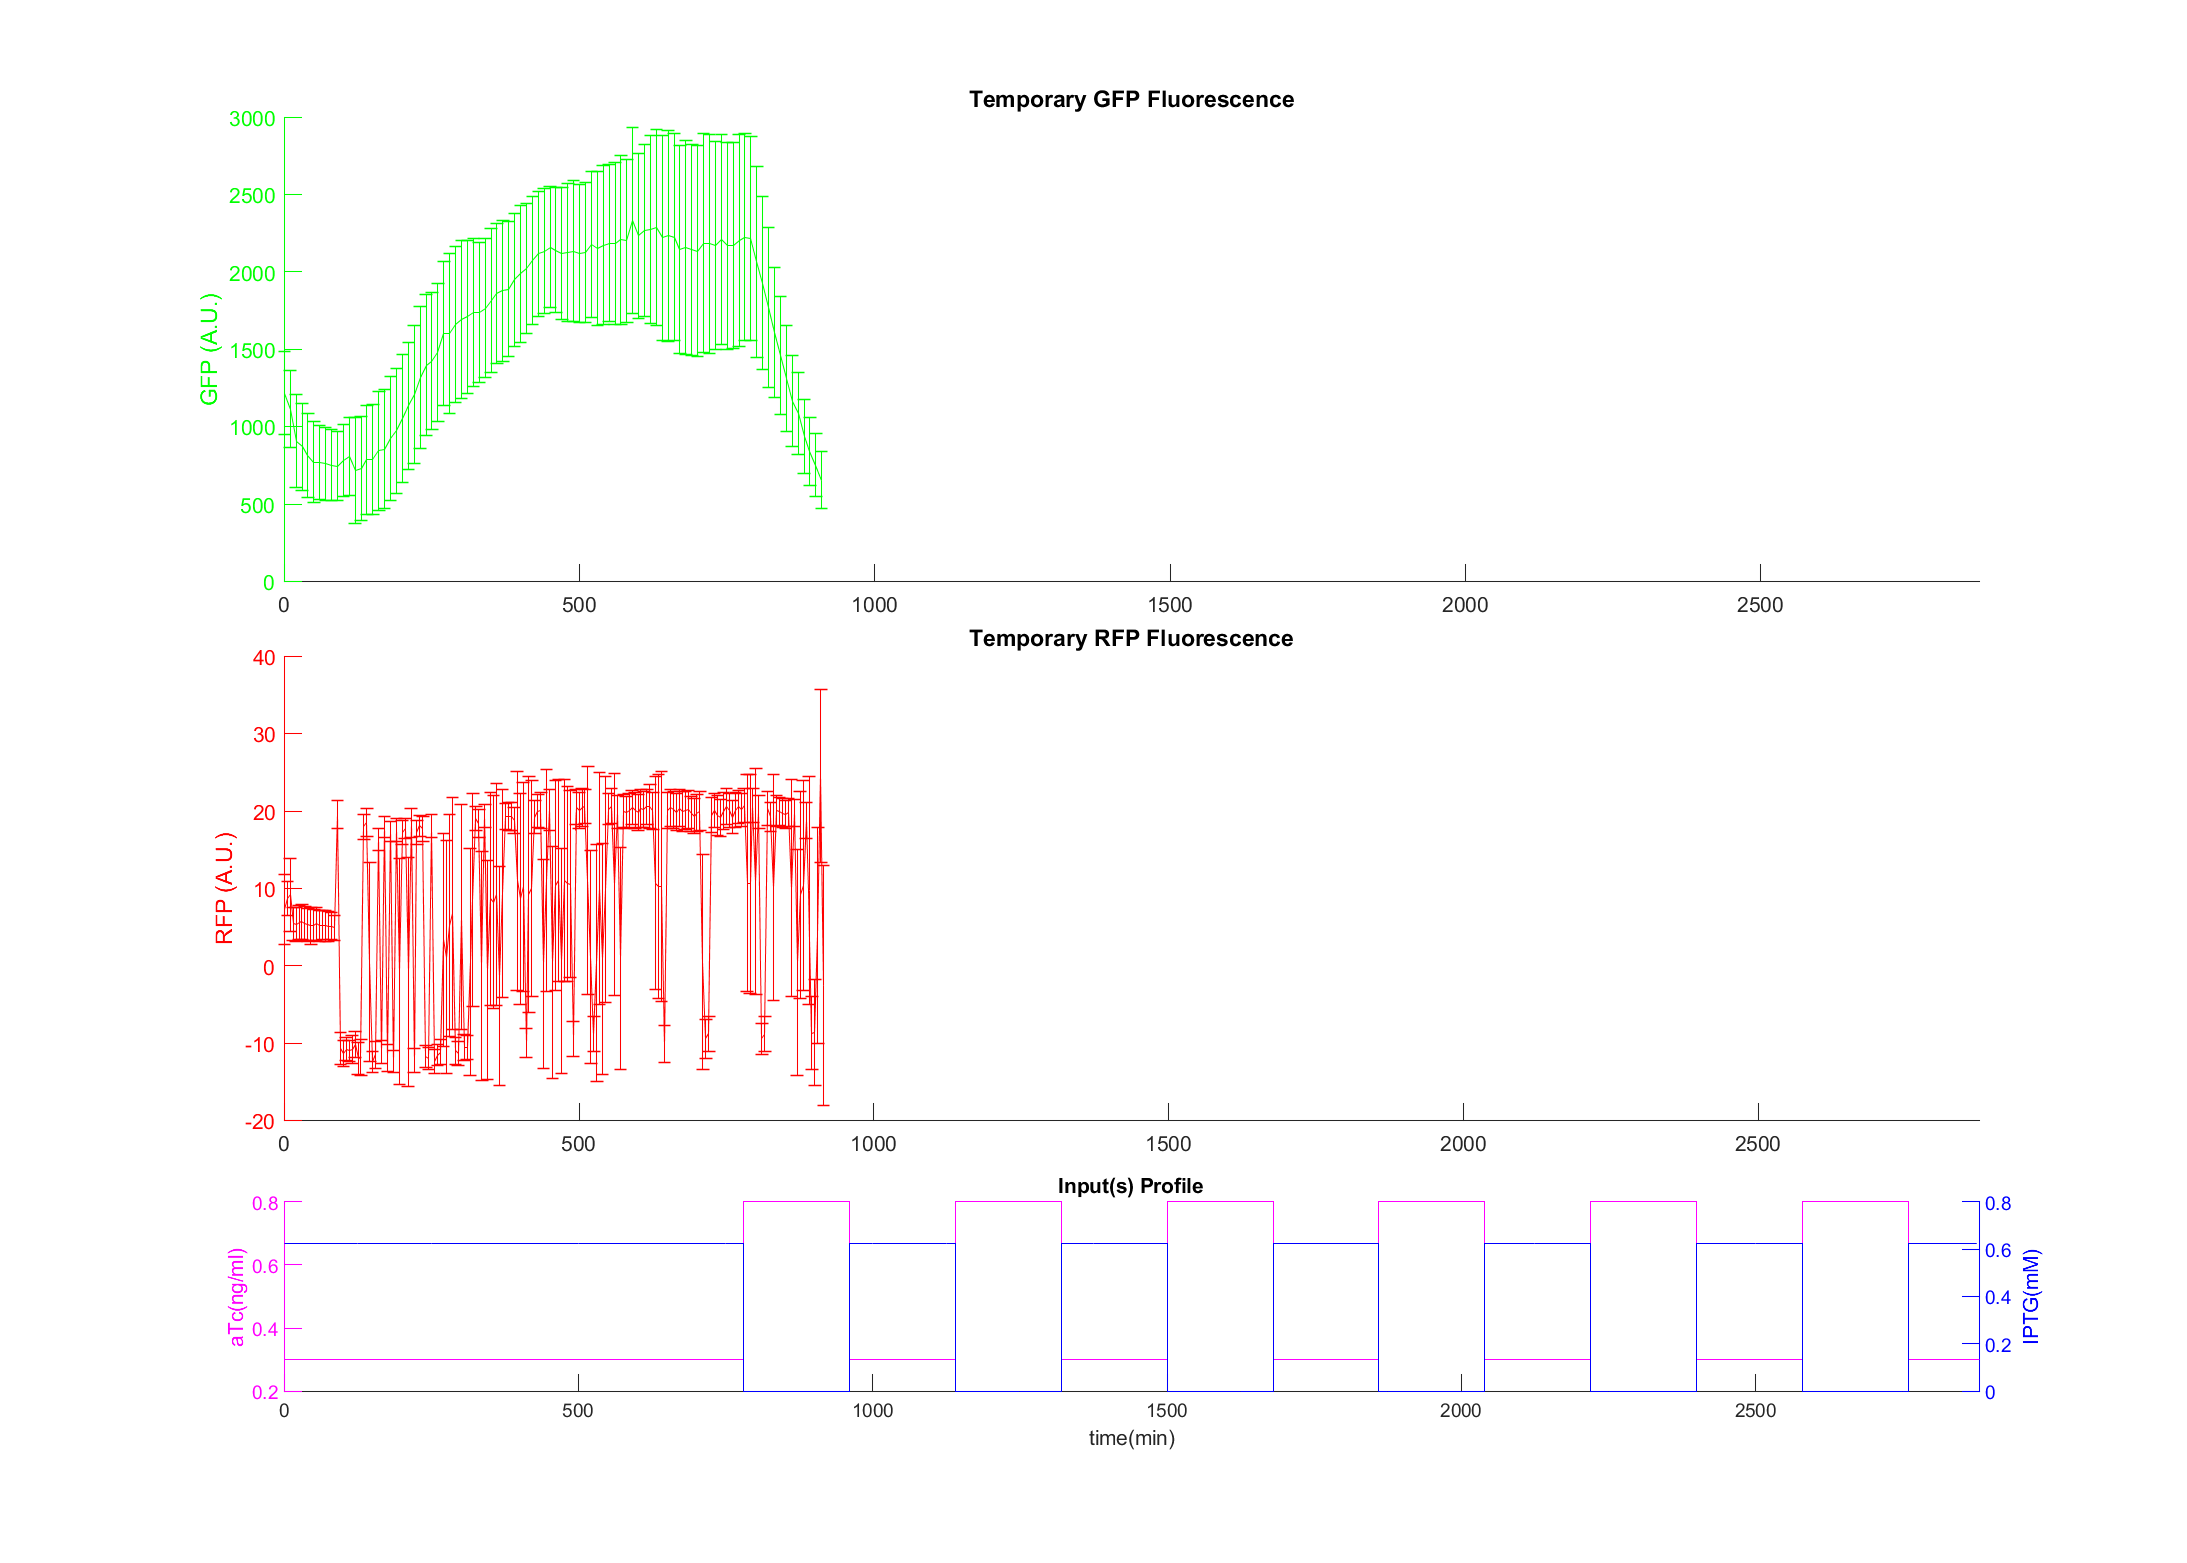 Temporary GFP Fluorescence
3000
2500
2000
1500
1000
500
0
GFP (A.U.)
0 500 1000 1500 2000 2500
Temporary RFP Fluorescence
40
30
20
10
0
-10
-20
RFP (A.U.)
0 500 1000 1500 2000 2500
Input(s) Profile
0.8
0.6
0.4
0.2
aTc(ng/ml)
0.8
0.6
0.4
0.2
0
IPTG(mM)
0 500 1000 1500 2000 2500
time(min)